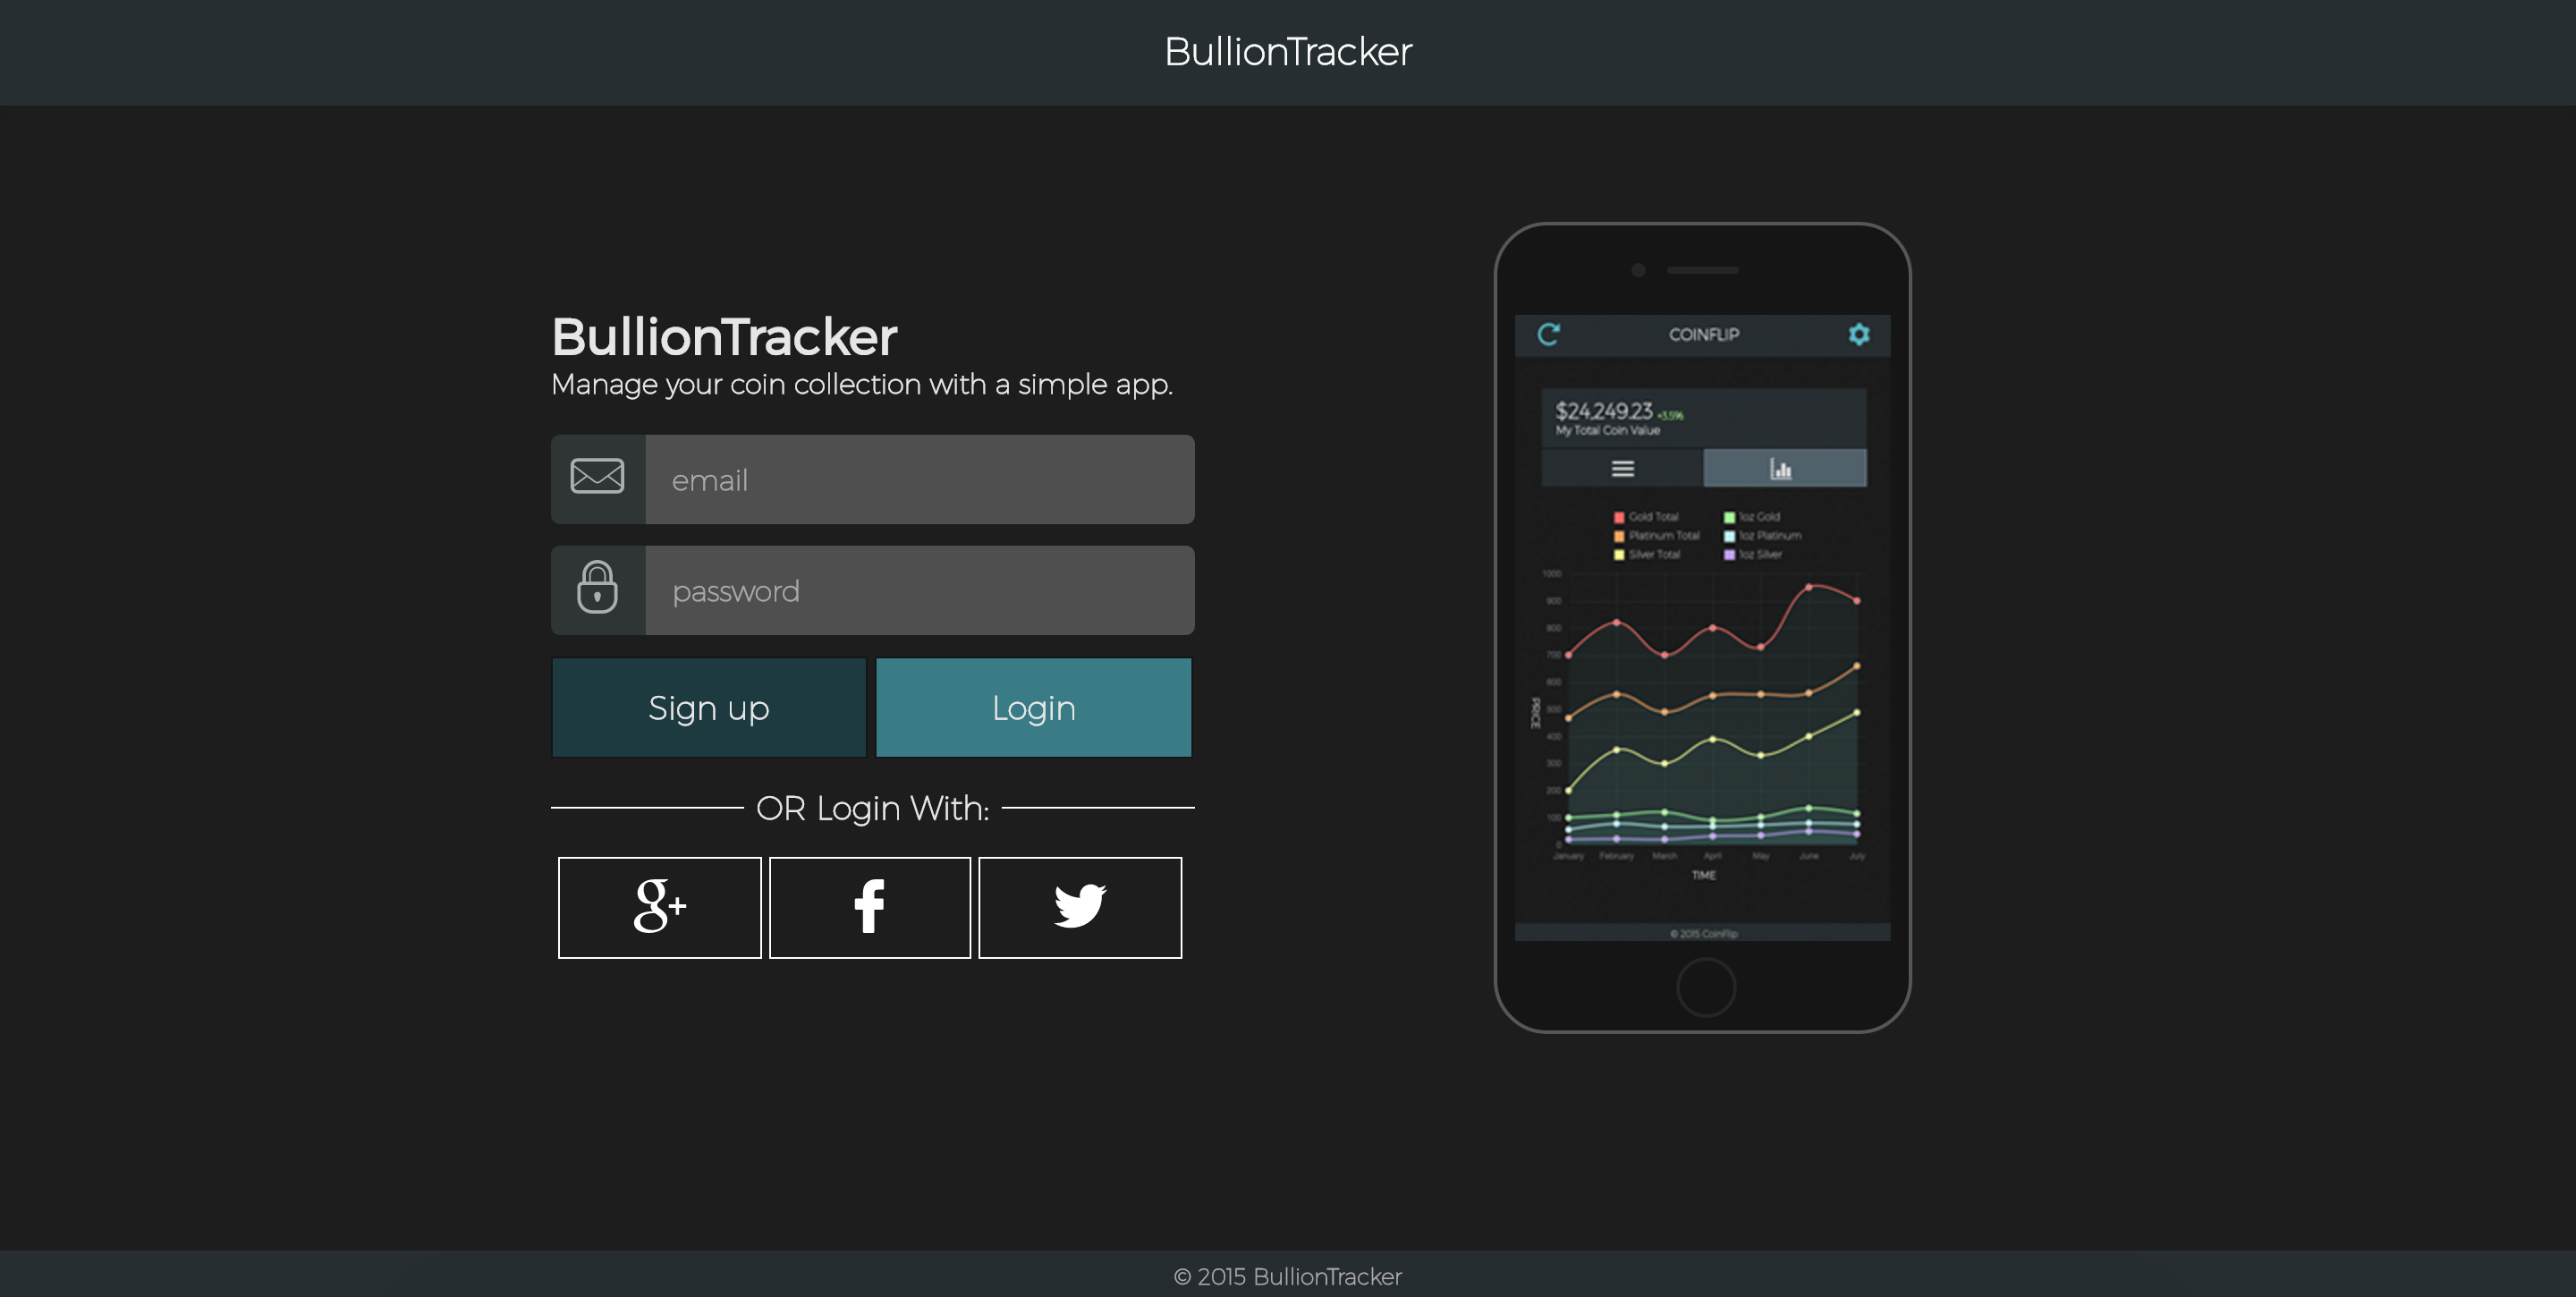 BullionTracker
BullionTracker
Manage your coin collection with a simple app.
email
password
Sign up
Login
OR Login With:
g+
COINFLIP
$24,249.23 +3.5%
My Total Coin Value
Gold Total
1oz Gold
Platinum Total
1oz Platinum
Silver Total
1oz Silver
1000
900
800
700
600
500
400
300
200
100
0
PRICE
January February March April May June July
TIME
© 2015 CoinFlip
© 2015 BullionTracker